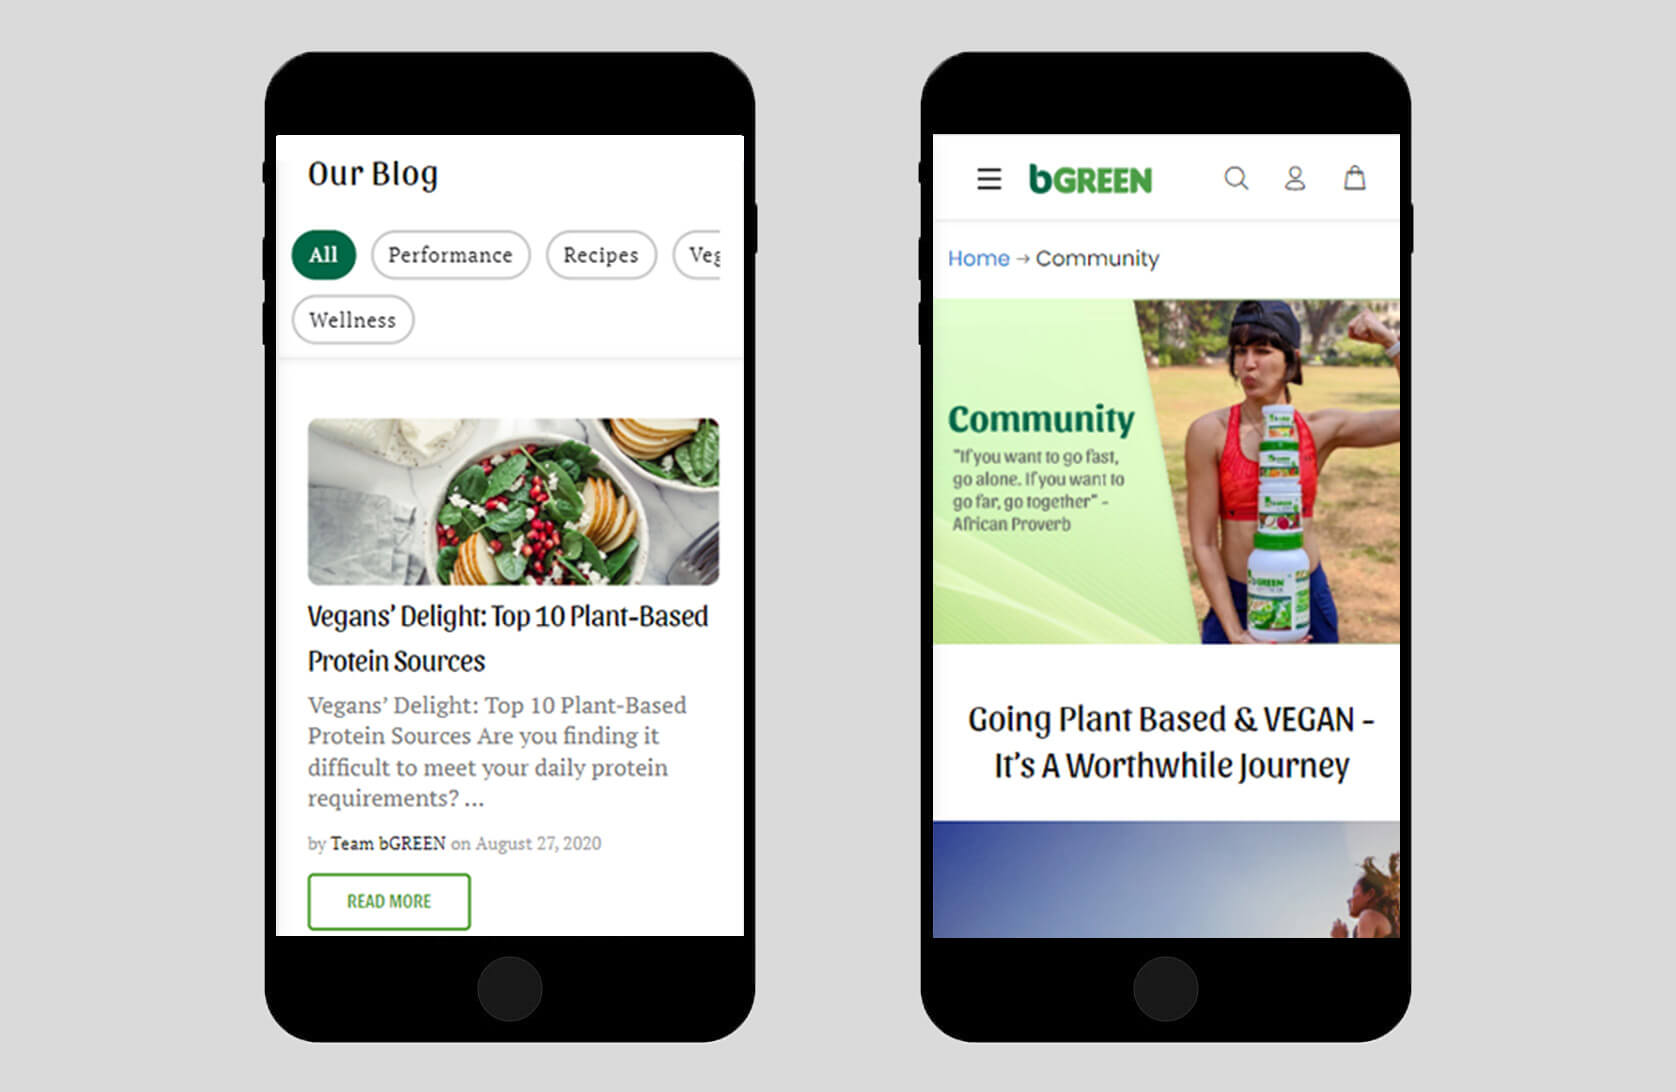 Our Blog
All Performance Recipes Veg
Wellness
Vegans’ Delight: Top 10 Plant-Based
Protein Sources
Vegans’ Delight: Top 10 Plant-Based
Protein Sources Are you finding it
difficult to meet your daily protein
requirements? ...
by Team bGREEN on August 27, 2020
READ MORE
bGREEN
Home → Community
Community
"If you want to go fast,
go alone. If you want to
go far, go together" -
African Proverb
bGREEN
Going Plant Based & VEGAN -
It’s A Worthwhile Journey